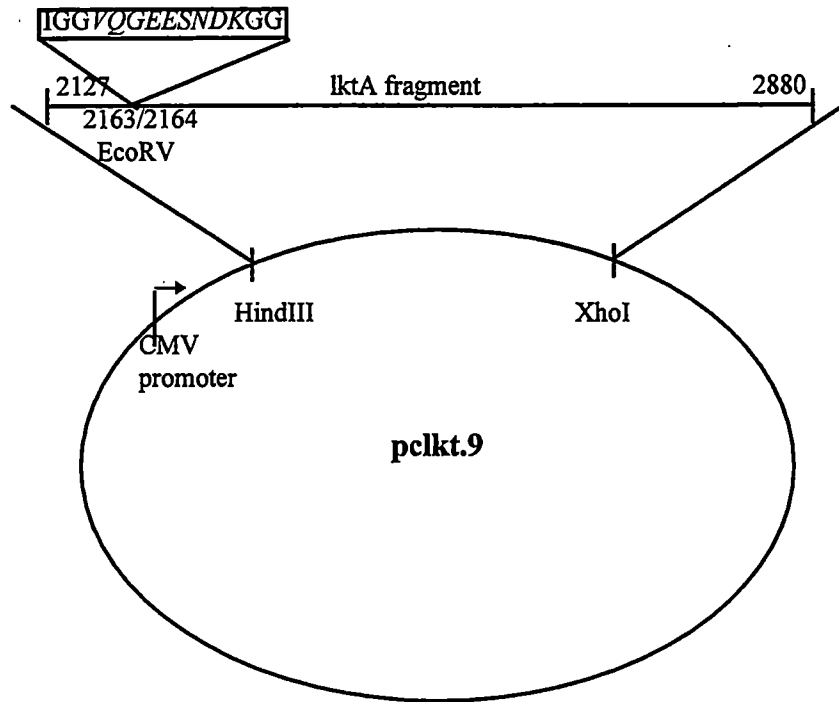 IGGVQGEESNDKGG
2127 lktA fragment 2880
2163/2164
EcoRV
HindIII XhoI
CMV
promoter
pclkt.9